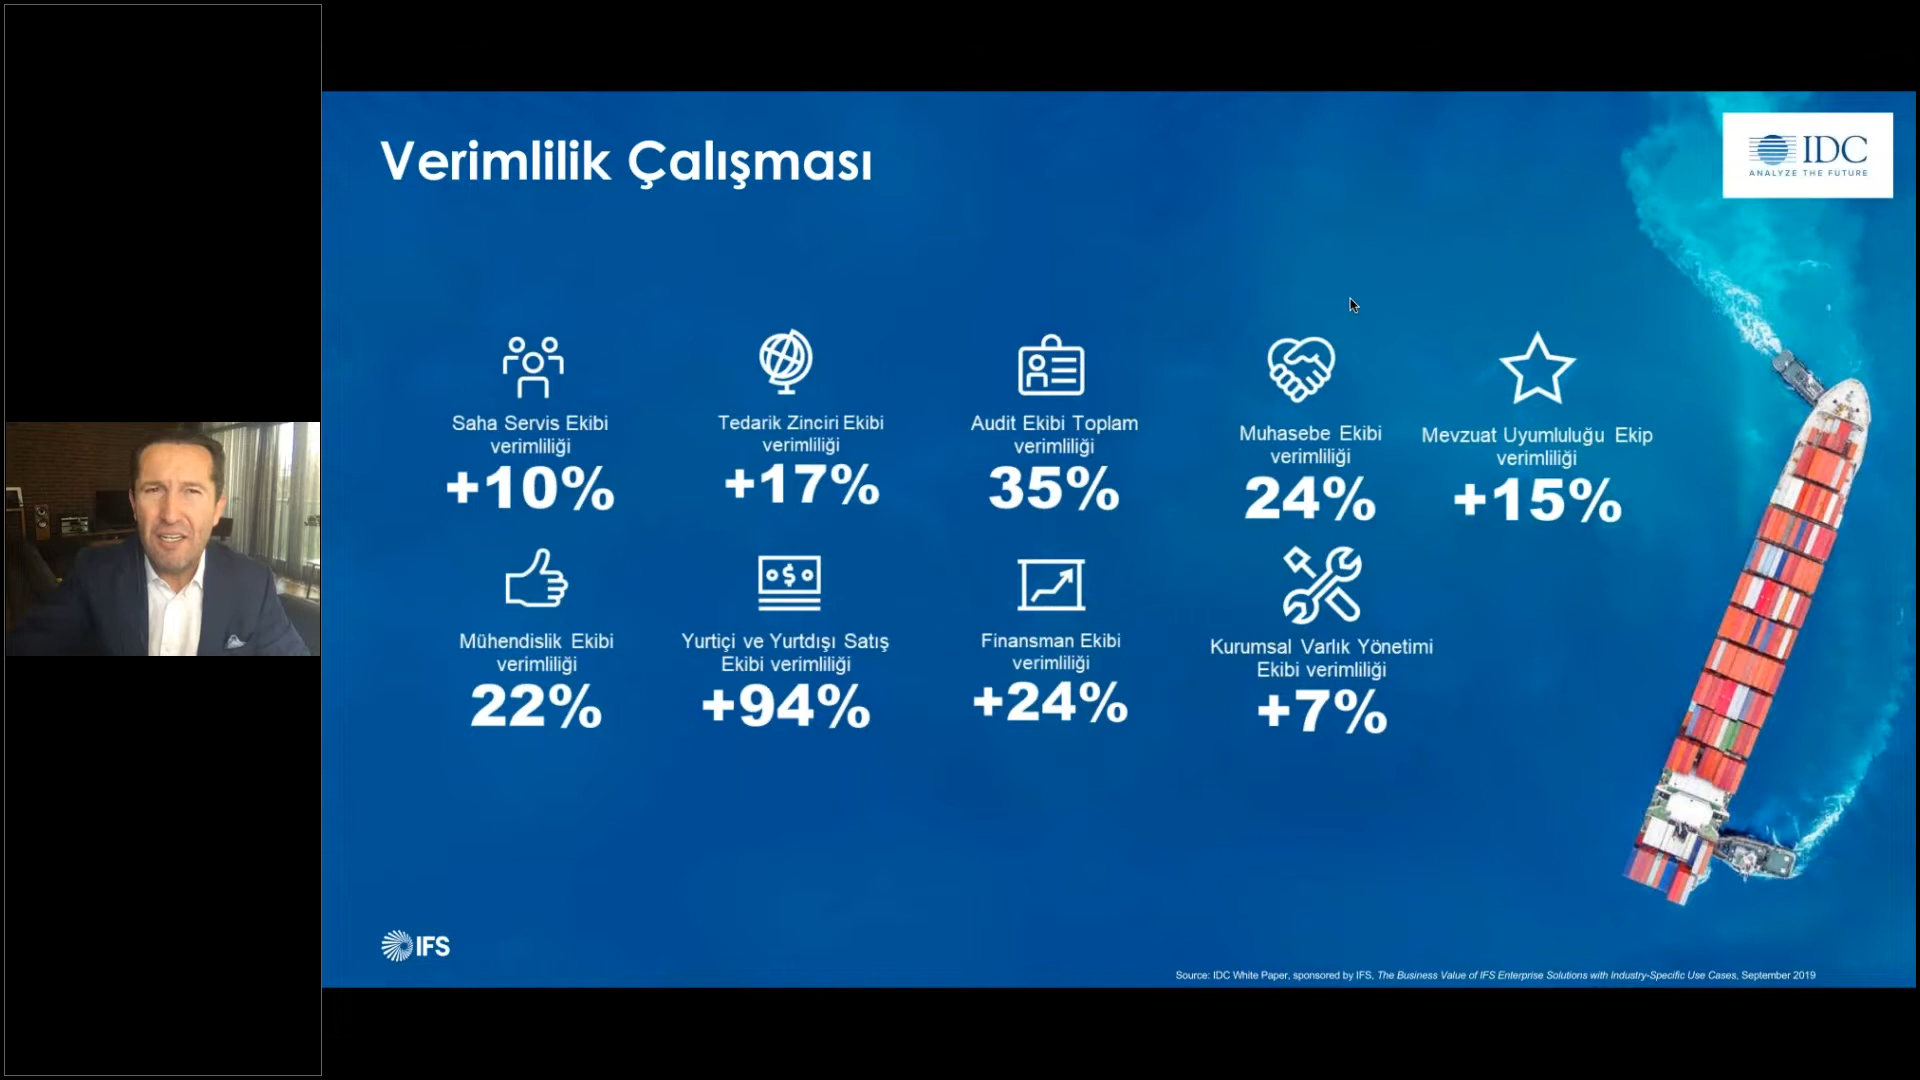 Verimlilik Çalışması
IDC
ANALYZE THE FUTURE
Saha Servis Ekibi
verimliliği
+10%
Tedarik Zinciri Ekibi
verimliliği
+17%
Audit Ekibi Toplam
verimliliği
35%
Muhasebe Ekibi
verimliliği
24%
Mevzuat Uyumluluğu Ekip
verimliliği
+15%
Mühendislik Ekibi
verimliliği
22%
Yurtiçi ve Yurtdışı Satış
Ekibi verimliliği
+94%
Finansman Ekibi
verimliliği
+24%
Kurumsal Varlık Yönetimi
Ekibi verimliliği
+7%
IFS
Source: IDC White Paper, sponsored by IFS, The Business Value of IFS Enterprise Solutions with Industry-Specific Use Cases, September 2019